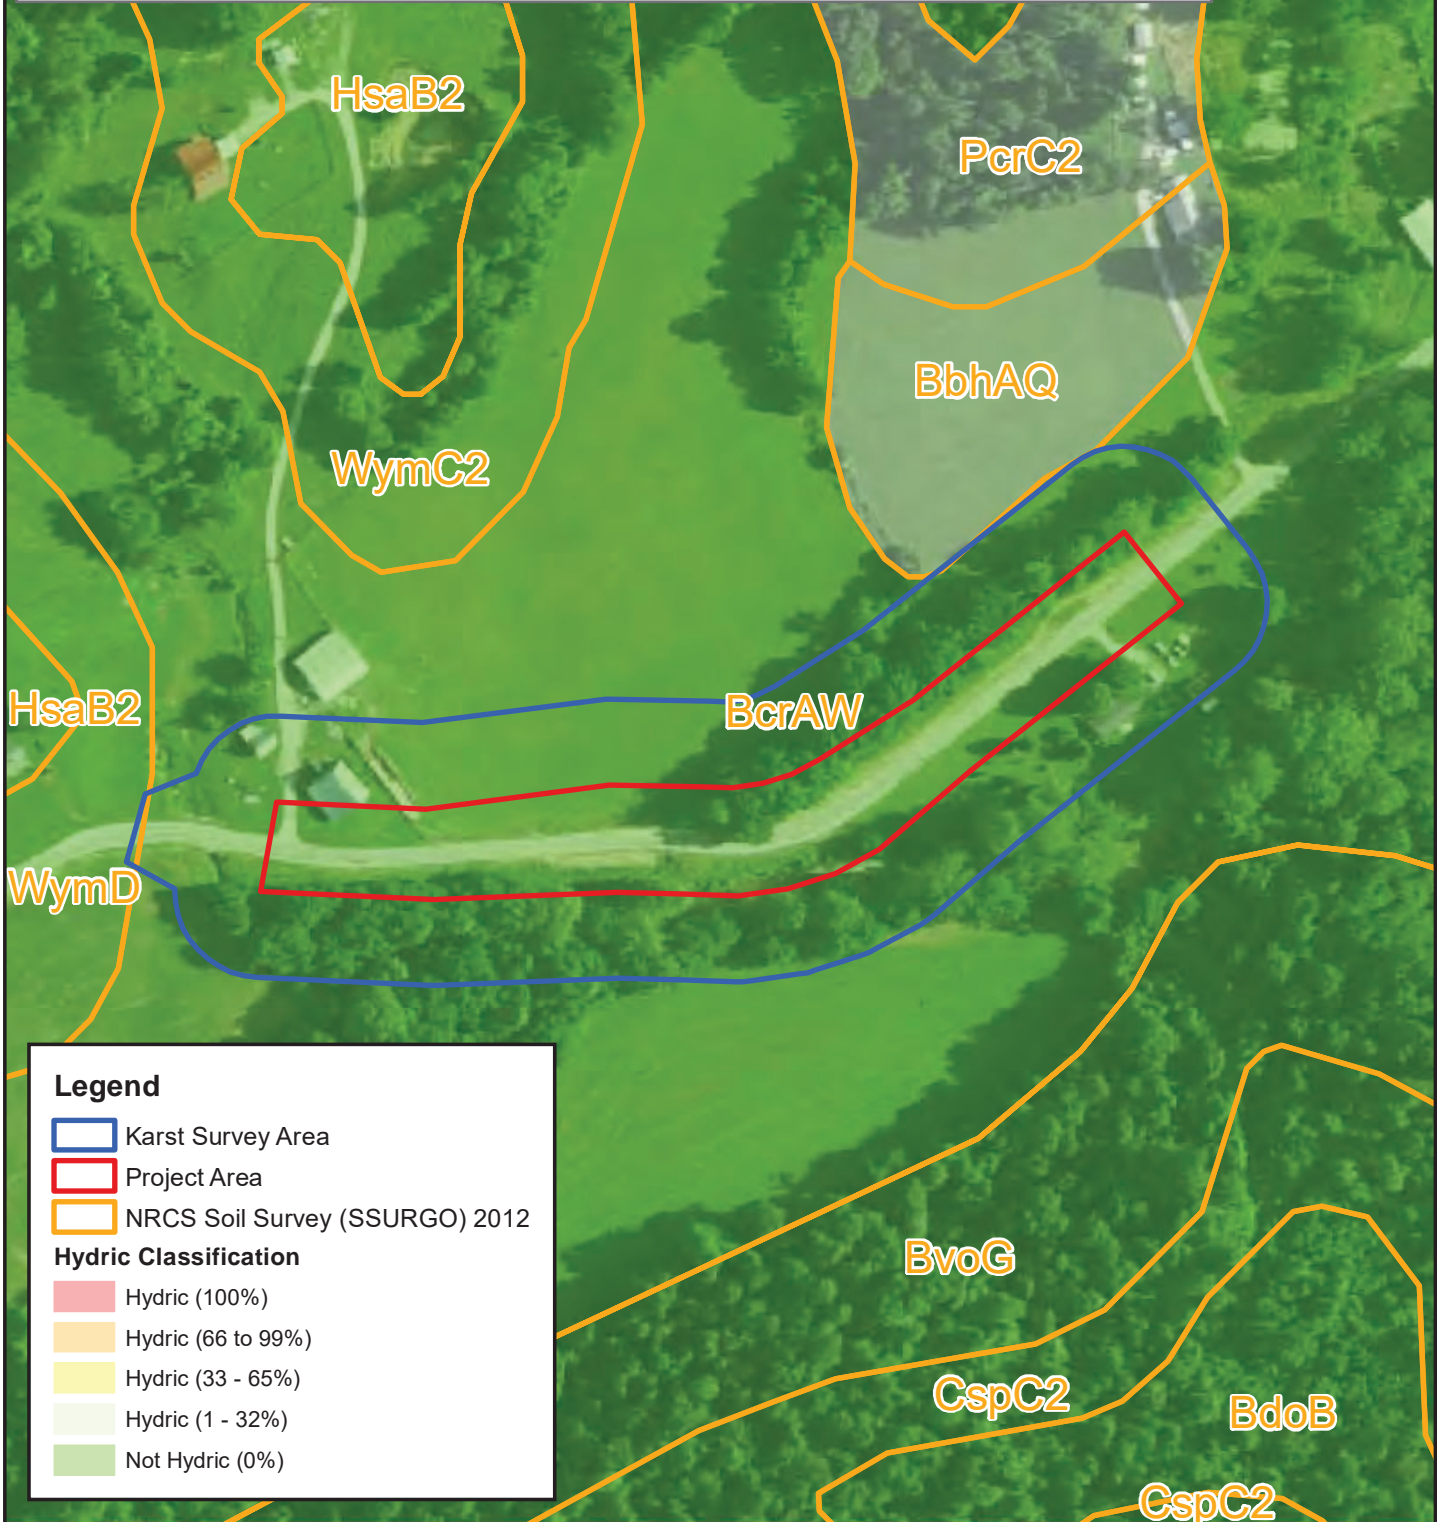 HsaB2
PcrC2
BbhAQ
WymC2
HsaB2
BcrAW
WymD
Legend
Karst Survey Area
Project Area
NRCS Soil Survey (SSURGO) 2012
Hydric Classification
Hydric (100%)
Hydric (66 to 99%)
Hydric (33 - 65%)
Hydric (1 - 32%)
Not Hydric (0%)
BvoG
CspC2
BdoB
CspC2